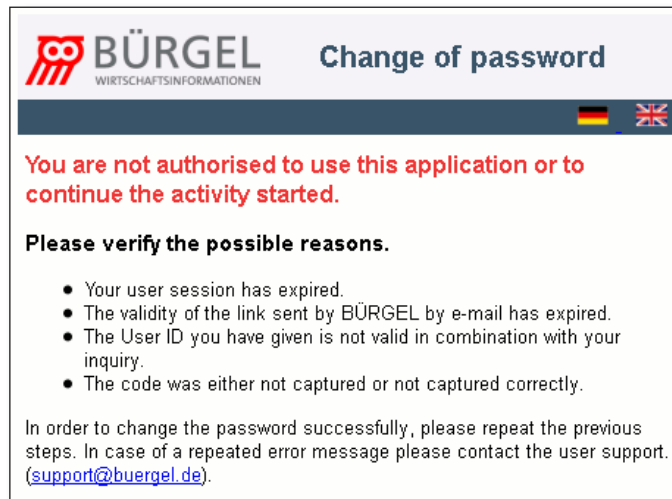 BÜRGEL
WIRTSCHAFTSINFORMATIONEN
Change of password
You are not authorised to use this application or to
continue the activity started.
Please verify the possible reasons.
• Your user session has expired.
• The validity of the link sent by BÜRGEL by e-mail has expired.
• The User ID you have given is not valid in combination with your
inquiry.
• The code was either not captured or not captured correctly.
In order to change the password successfully, please repeat the previous
steps. In case of a repeated error message please contact the user support.
(support@buergel.de).